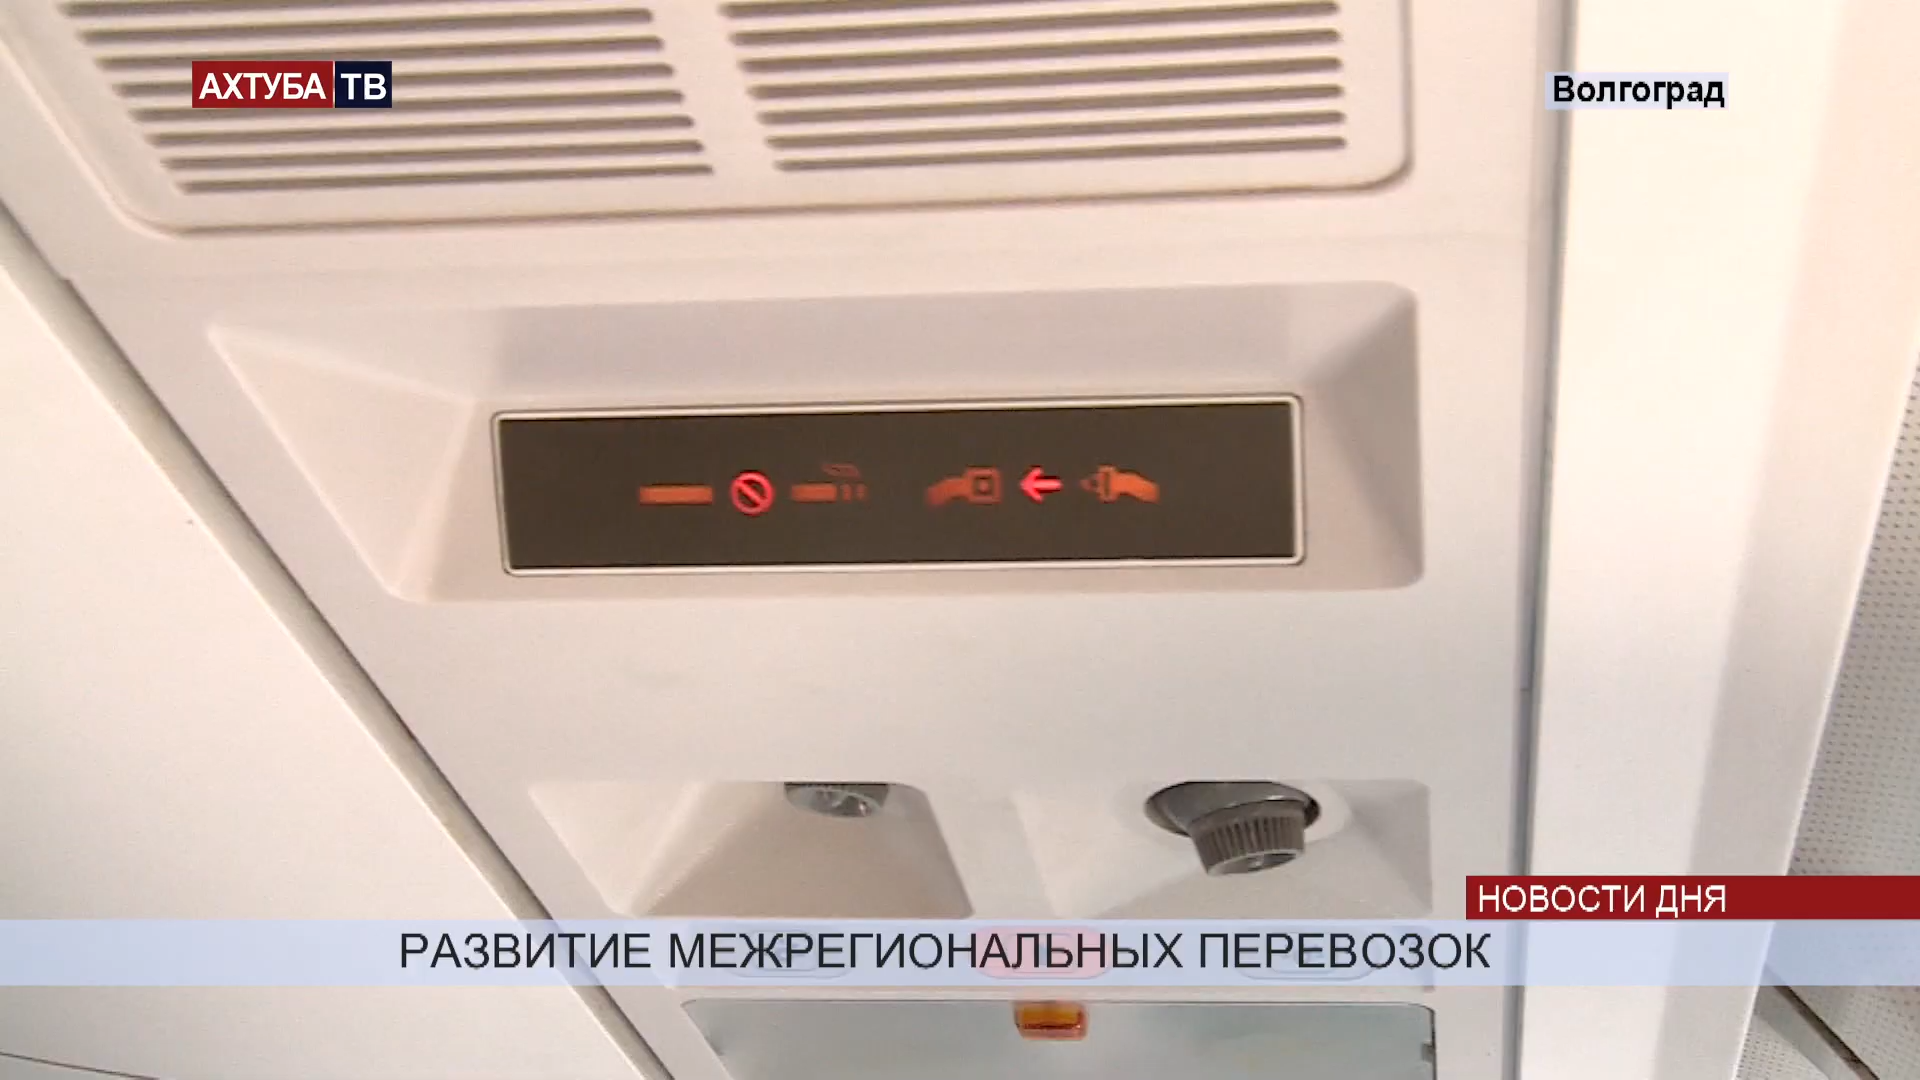 АХТУБА ТВ
Волгоград
НОВОСТИ ДНЯ
РАЗВИТИЕ МЕЖРЕГИОНАЛЬНЫХ ПЕРЕВОЗОК